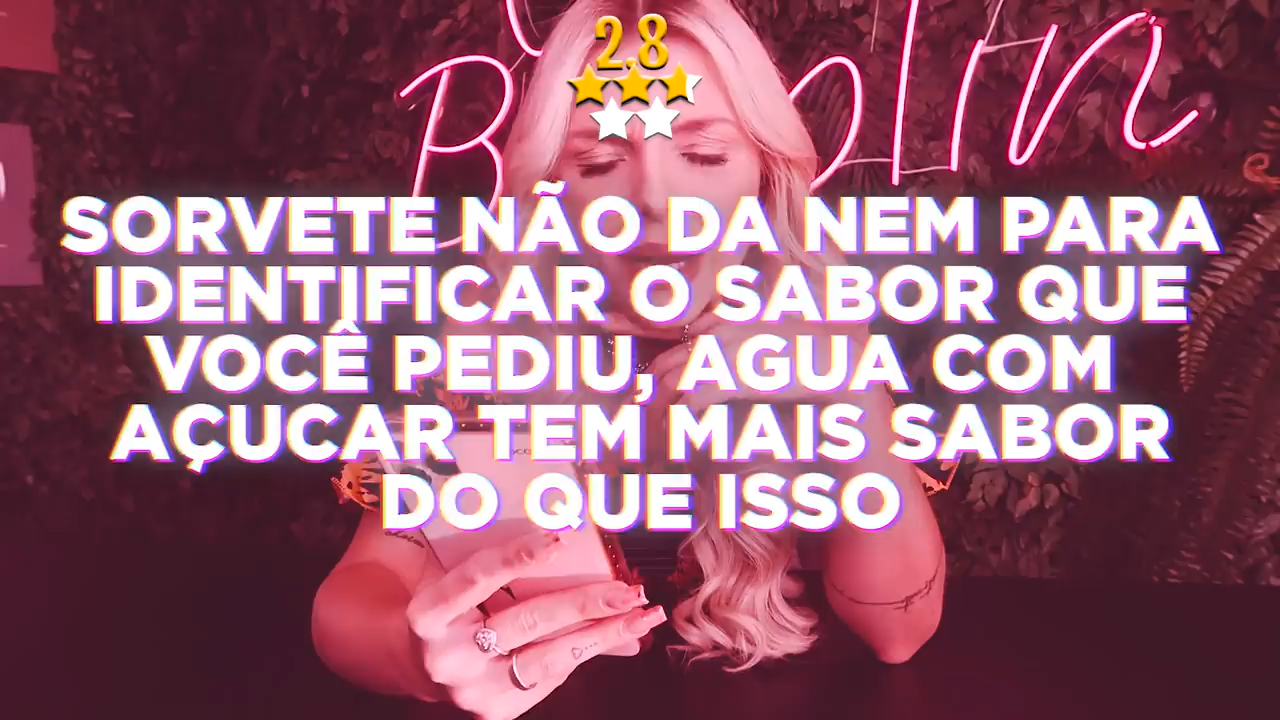 2.8
SORVETE NÃO DA NEM PARA
IDENTIFICAR O SABOR QUE
VOCÊ PEDIU, AGUA COM
AÇUCAR TEM MAIS SABOR
DO QUE ISSO